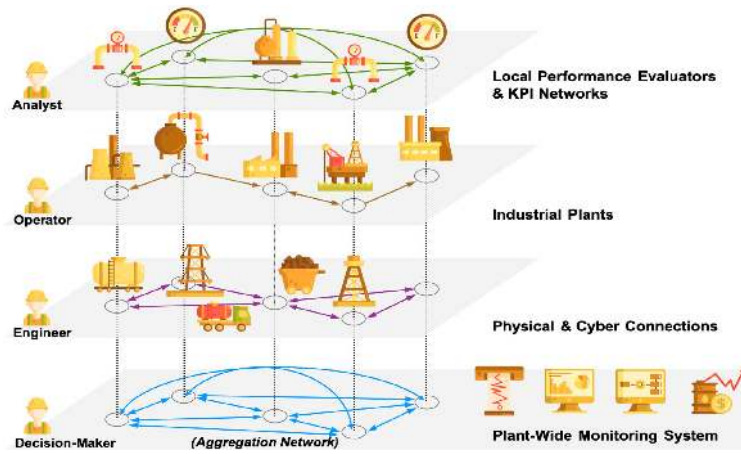 Analyst
Local Performance Evaluators
& KPI Networks
Operator
Industrial Plants
Engineer
Physical & Cyber Connections
Decision-Maker
(Aggregation Network)
Plant-Wide Monitoring System